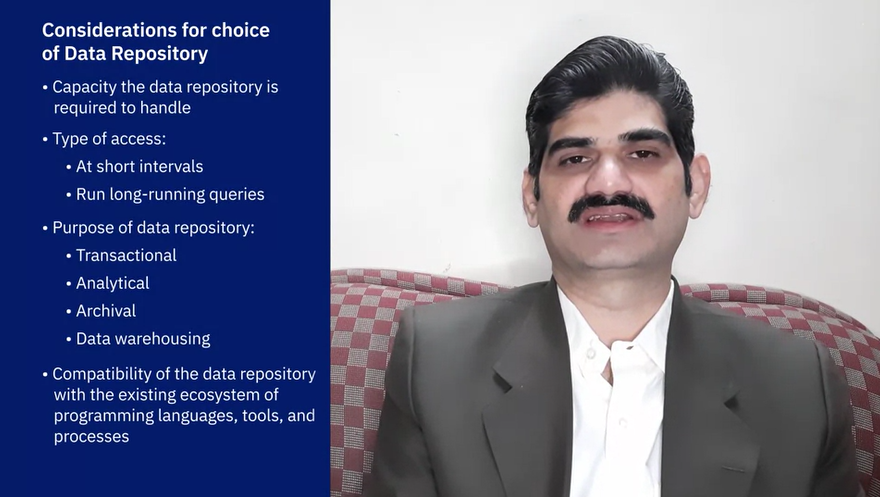 Considerations for choice
of Data Repository
• Capacity the data repository is
required to handle
• Type of access:
• At short intervals
• Run long-running queries
• Purpose of data repository:
• Transactional
• Analytical
• Archival
• Data warehousing
• Compatibility of the data repository
with the existing ecosystem of
programming languages, tools, and
processes